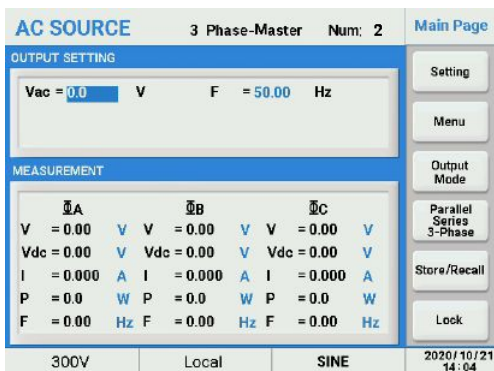 AC SOURCE 3 Phase-Master Num: 2
Main Page
OUTPUT SETTING
Vac = 0.0 V F = 50.00 Hz
Setting
Menu
Output
Mode
MEASUREMENT
ΦA ΦB ΦC
V = 0.00 V V = 0.00 V V = 0.00 V
Vdc = 0.00 V Vdc = 0.00 V Vdc = 0.00 V
I = 0.000 A I = 0.000 A I = 0.000 A
P = 0.0 W P = 0.0 W P = 0.0 W
F = 0.00 Hz F = 0.00 Hz F = 0.00 Hz
Parallel
Series
3-Phase
Store/Recall
Lock
300V Local SINE
2020/10/21
14:04